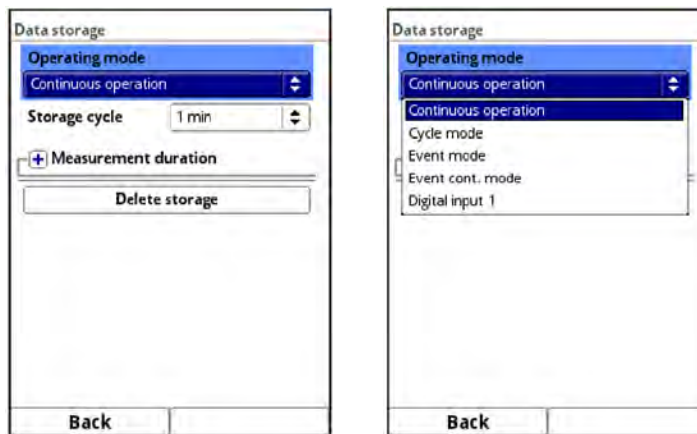 Data storage
Operating mode
Continuous operation
Storage cycle 1 min
Measurement duration
Delete storage
Back
Data storage
Operating mode
Continuous operation
Continuous operation
Cycle mode
Event mode
Event cont. mode
Digital input 1
Back